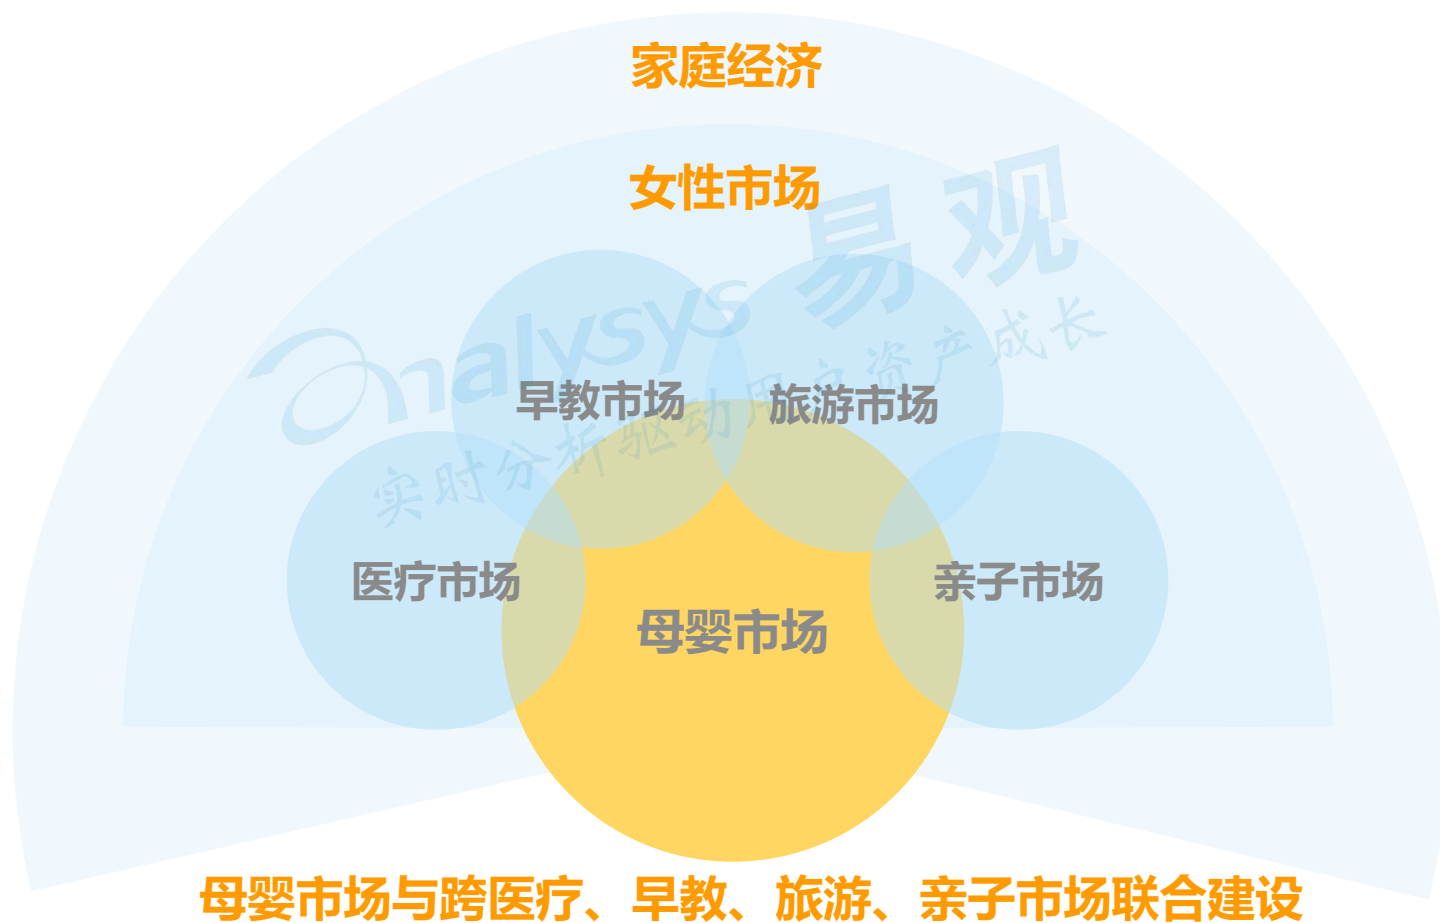 家庭经济
女性市场
易观
analysys
实时分析驱动用户资产成长
早教市场
旅游市场
医疗市场
亲子市场
母婴市场
母婴市场与跨医疗、早教、旅游、亲子市场联合建设